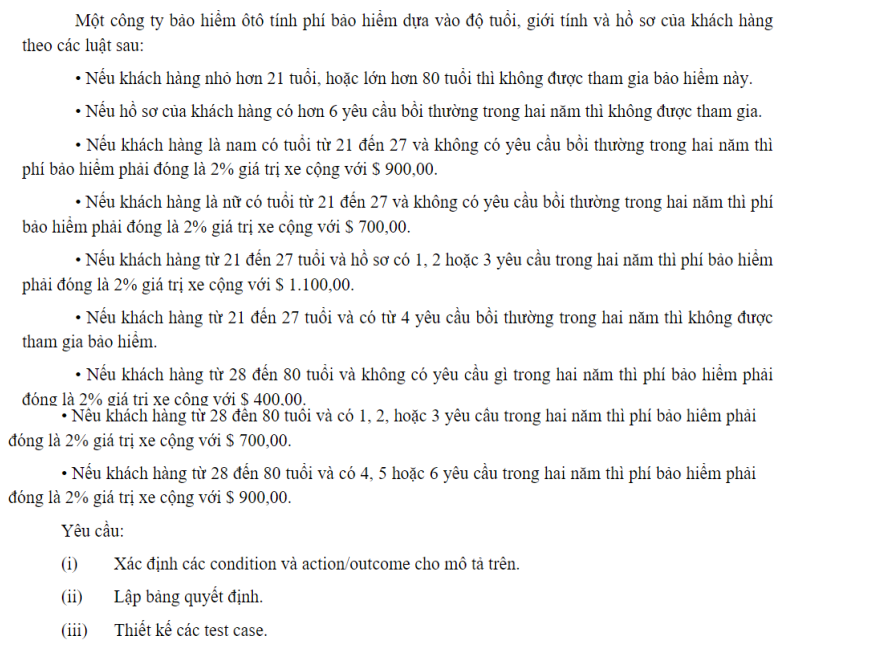 Một công ty bảo hiểm ôtô tính phí bảo hiểm dựa vào độ tuổi, giới tính và hồ sơ của khách hàng
theo các luật sau:
• Nếu khách hàng nhỏ hơn 21 tuổi, hoặc lớn hơn 80 tuổi thì không được tham gia bảo hiểm này.
• Nếu hồ sơ của khách hàng có hơn 6 yêu cầu bồi thường trong hai năm thì không được tham gia.
• Nếu khách hàng là nam có tuổi từ 21 đến 27 và không có yêu cầu bồi thường trong hai năm thì
phí bảo hiểm phải đóng là 2% giá trị xe cộng với $ 900,00.
• Nếu khách hàng là nữ có tuổi từ 21 đến 27 và không có yêu cầu bồi thường trong hai năm thì phí
bảo hiểm phải đóng là 2% giá trị xe cộng với $ 700,00.
• Nếu khách hàng từ 21 đến 27 tuổi và hồ sơ có 1, 2 hoặc 3 yêu cầu trong hai năm thì phí bảo hiểm
phải đóng là 2% giá trị xe cộng với $ 1.100,00.
• Nếu khách hàng từ 21 đến 27 tuổi và có từ 4 yêu cầu bồi thường trong hai năm thì không được
tham gia bảo hiểm.
• Nếu khách hàng từ 28 đến 80 tuổi và không có yêu cầu gì trong hai năm thì phí bảo hiểm phải
đóng là 2% giá trị xe cộng với $ 400,00.
• Nếu khách hàng từ 28 đến 80 tuổi và có 1, 2, hoặc 3 yêu cầu trong hai năm thì phí bảo hiểm phải
đóng là 2% giá trị xe cộng với $ 700,00.
• Nếu khách hàng từ 28 đến 80 tuổi và có 4, 5 hoặc 6 yêu cầu trong hai năm thì phí bảo hiểm phải
đóng là 2% giá trị xe cộng với $ 900,00.
Yêu cầu:
(i) Xác định các condition và action/outcome cho mô tả trên.
(ii) Lập bảng quyết định.
(iii) Thiết kế các test case.